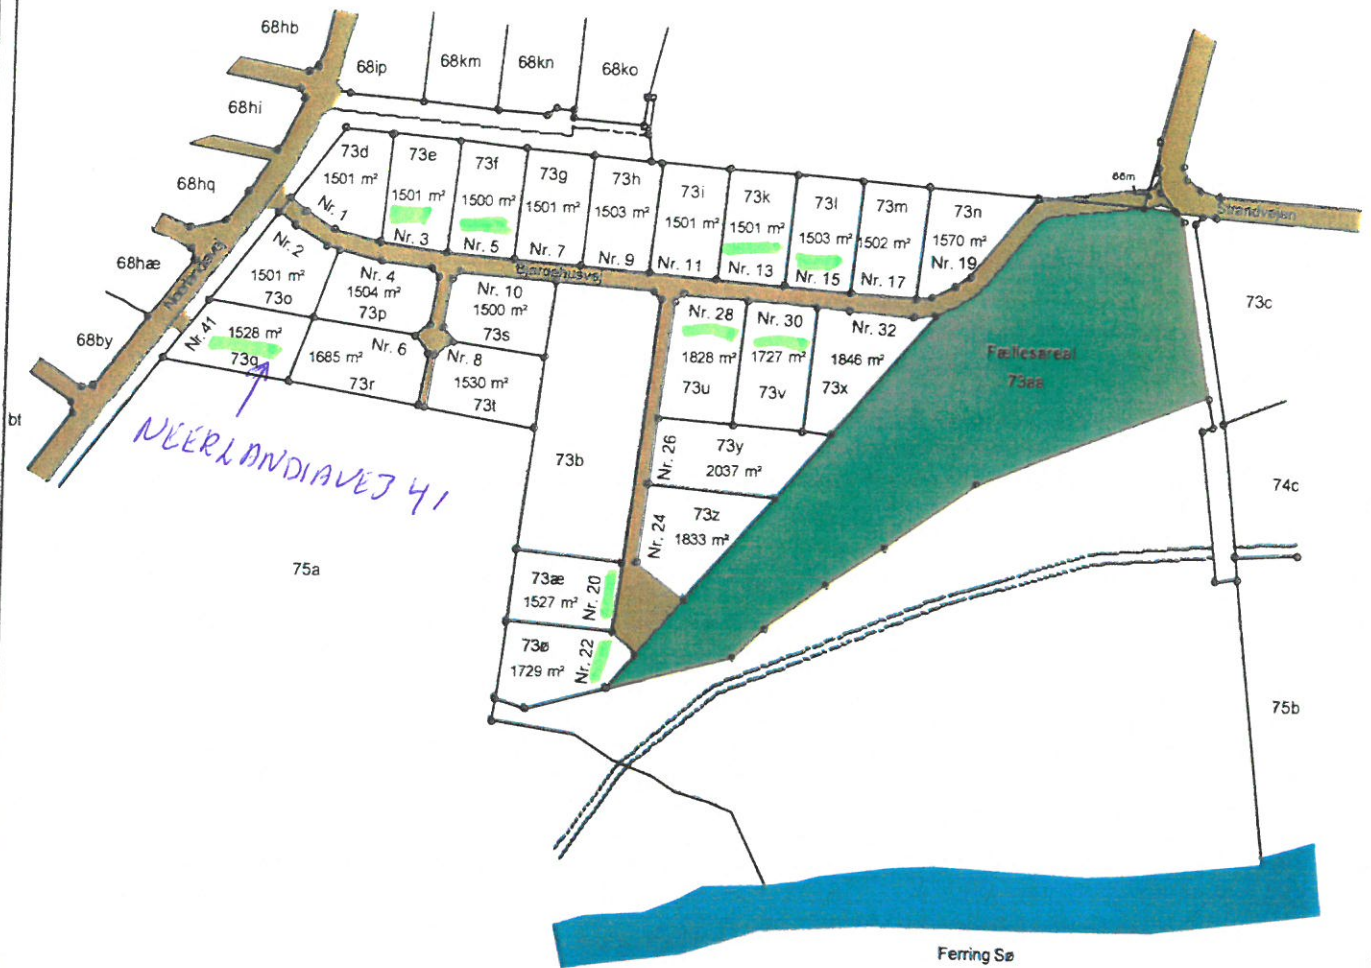 68hb
68ip
68km
68kn
68ko
68hi
68hq
68hæ
68by
bt
73d
1501 m²
Nr. 1
73e
1501 m²
Nr. 3
73f
1500 m²
Nr. 5
73g
1501 m²
Nr. 7
73h
1503 m²
Nr. 9
73i
1501 m²
Nr. 11
73k
1501 m²
Nr. 13
73l
1503 m²
Nr. 15
73m
1502 m²
Nr. 17
73n
1570 m²
Nr. 19
68m
Strandvejen
Bjergehusvej
Nr. 2
1501 m²
73o
Nr. 4
1504 m²
73p
Nr. 10
1500 m²
73s
Nr. 41
1528 m²
73q
Nr. 6
1685 m²
73r
Nr. 8
1530 m²
73t
NEERLANDIAVEJ 41
Nr. 28
1828 m²
73u
Nr. 30
1727 m²
73v
Nr. 32
1846 m²
73x
Fællesareal
73aa
73c
73b
73y
Nr. 26
2037 m²
73z
Nr. 24
1833 m²
74c
75a
73æ
1527 m²
Nr. 20
73ø
1729 m²
Nr. 22
75b
Ferring Sø